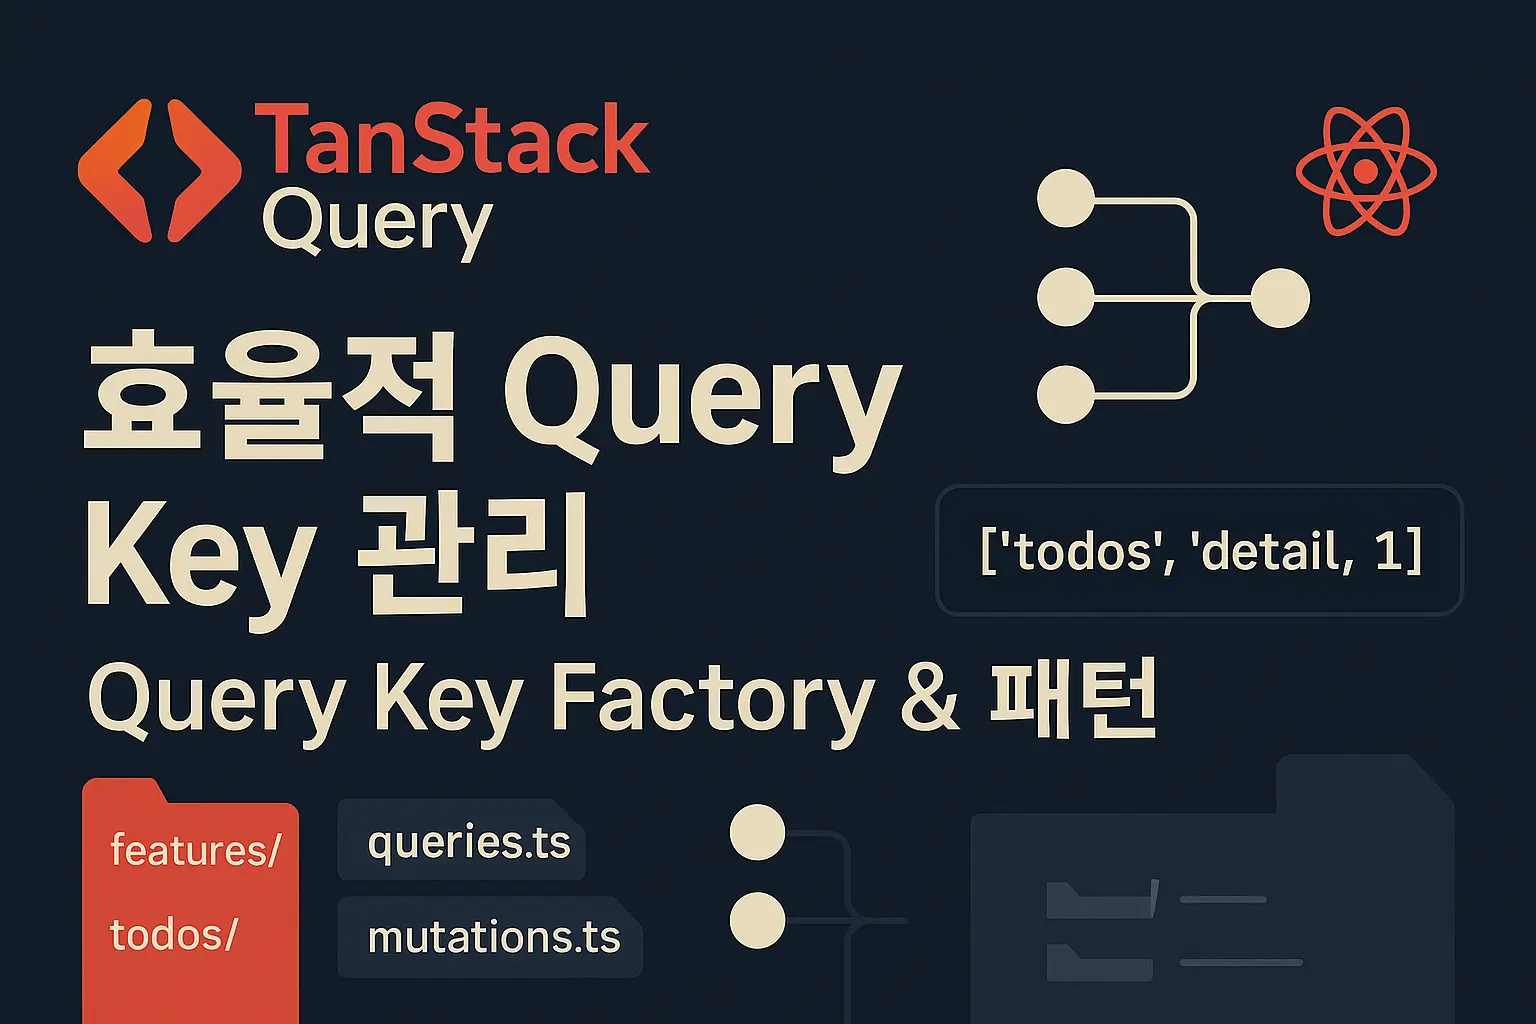 TanStack
Query
효율적 Query
Key 관리
['todos', 'detail, 1]
Query Key Factory & 패턴
features/
todos/
queries.ts
mutations.ts